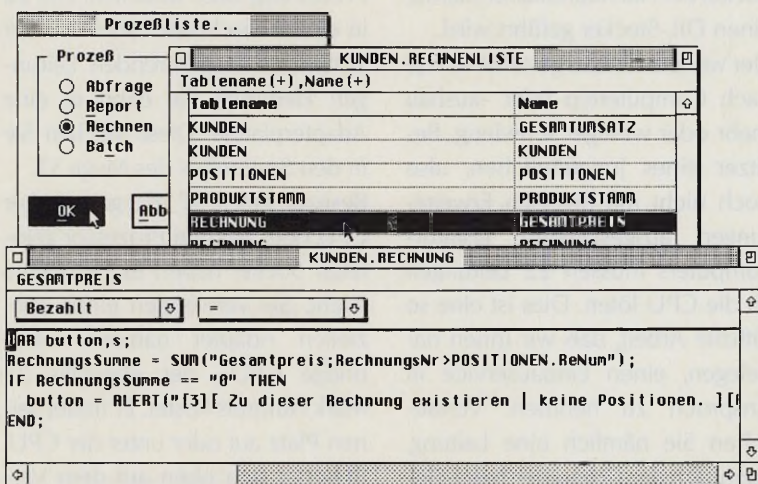 Prozeßliste...
Prozeß
Abfrage
Report
Rechnen
Batch
OK
Abb
KUNDEN.RECHNENLISTE
Tablename(+),Name(+)
Tablename Name
KUNDEN GESAMTUMSATZ
KUNDEN KUNDEN
POSITIONEN POSITIONEN
PRODUKTSTAMM PRODUKTSTAMM
RECHNUNG GESAMTPREIS
RECHNUNG RECHNUNG
KUNDEN.RECHNUNG
GESAMTPREIS
Bezahlt =
VAR button,s;
RechnungsSumme = SUM("Gesamtpreis;RechnungsNr>POSITIONEN.ReNum");
IF RechnungsSumme == "0" THEN
button = ALERT("[3][ Zu dieser Rechnung existieren | keine Positionen. ][
END;